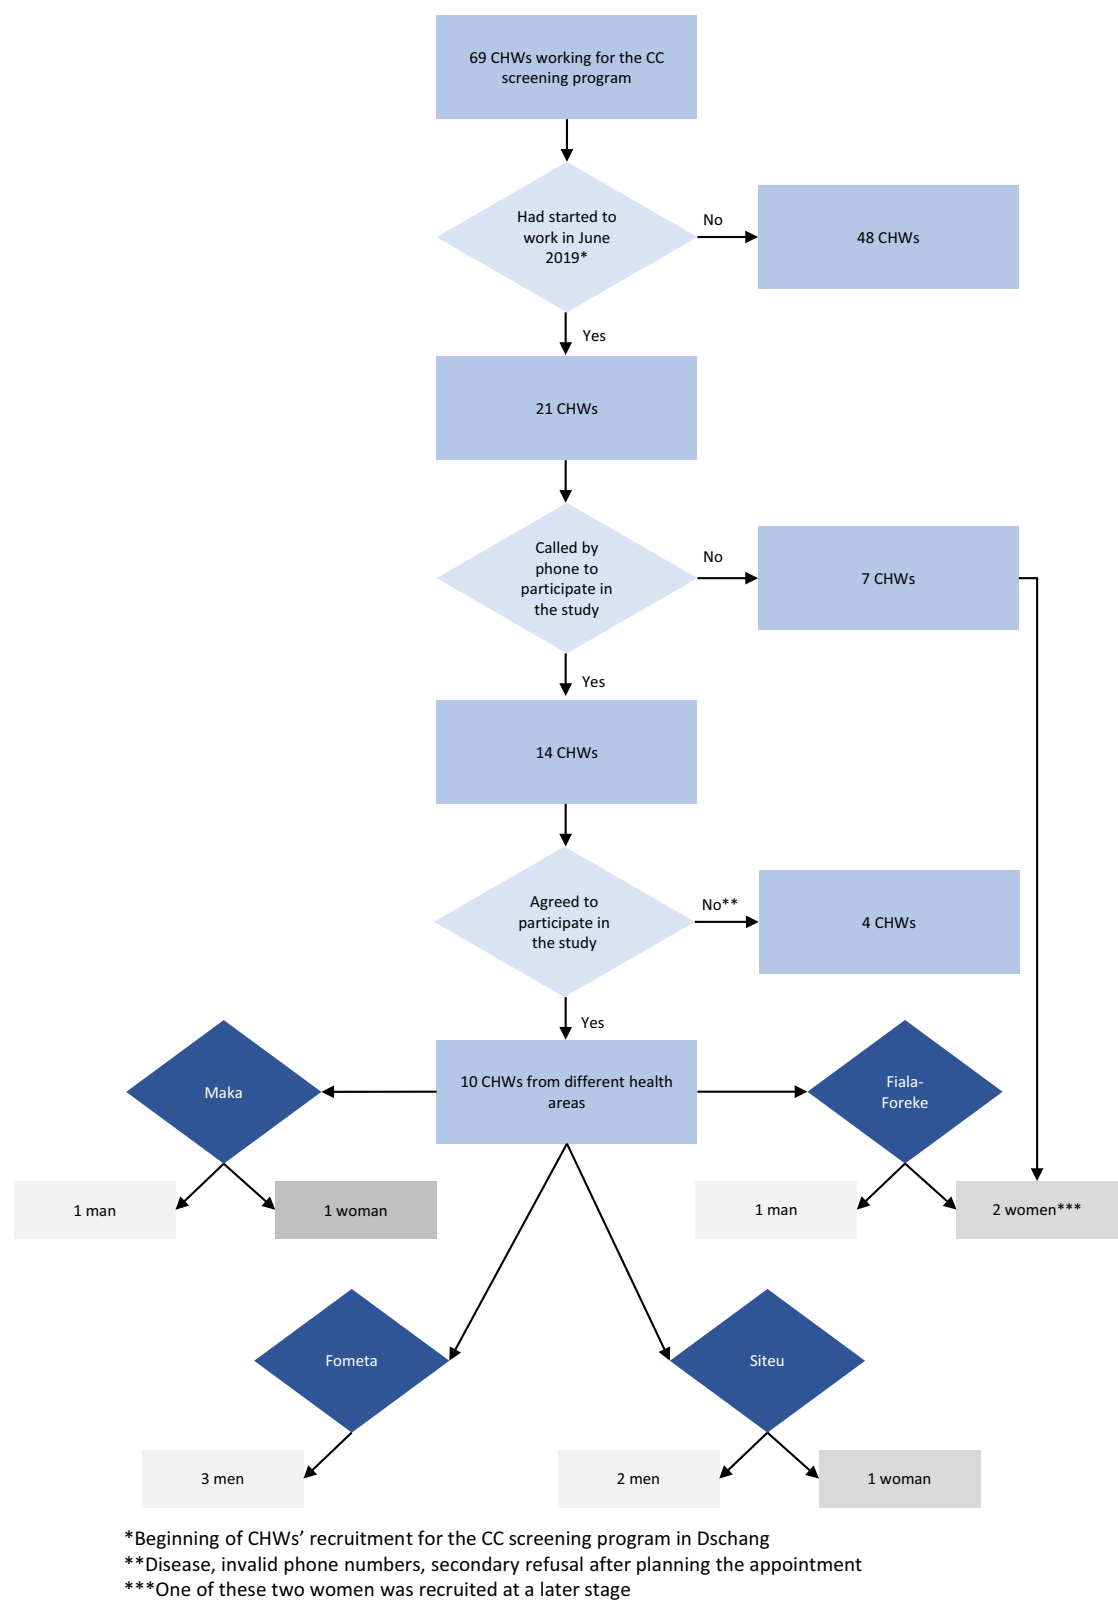 69 CHWs working for the CC
screening program
Had started to
work in June
2019*
No
48 CHWs
Yes
21 CHWs
Called by
phone to
participate in
the study
No
7 CHWs
Yes
14 CHWs
Agreed to
participate in
the study
No**
4 CHWs
Yes
10 CHWs from different health
areas
Maka
Fiala-
Foreke
1 man
1 woman
1 man
2 women***
Fometa
Siteu
3 men
2 men
1 woman
*Beginning of CHWs’ recruitment for the CC screening program in Dschang
**Disease, invalid phone numbers, secondary refusal after planning the appointment
***One of these two women was recruited at a later stage